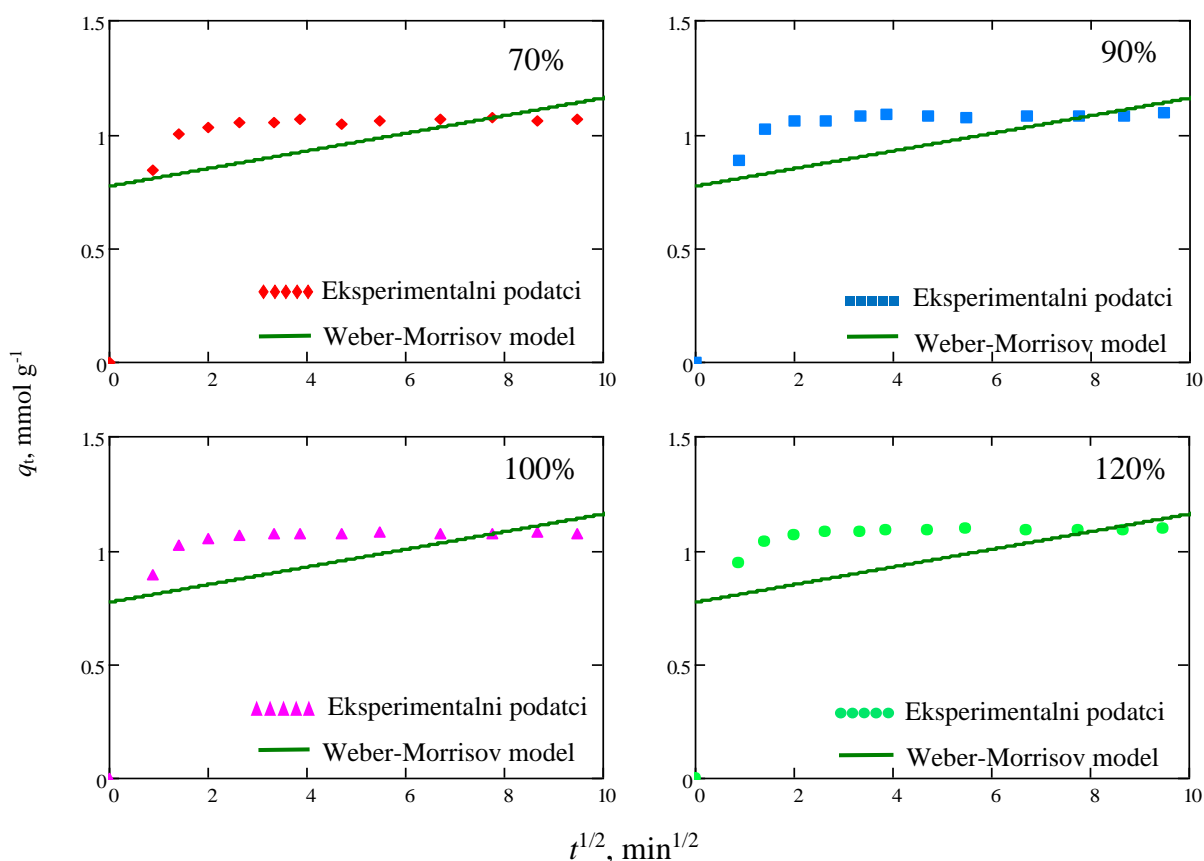 1.5
70%
1
0.5
Eksperimentalni podatci
Weber-Morrisov model
0
0 2 4 6 8 10
1.5
90%
1
0.5
Eksperimentalni podatci
Weber-Morrisov model
0
0 2 4 6 8 10
qt, mmol g-1
1.5
100%
1
0.5
Eksperimentalni podatci
Weber-Morrisov model
0
0 2 4 6 8 10
1.5
120%
1
0.5
Eksperimentalni podatci
Weber-Morrisov model
0
0 2 4 6 8 10
t1/2, min1/2